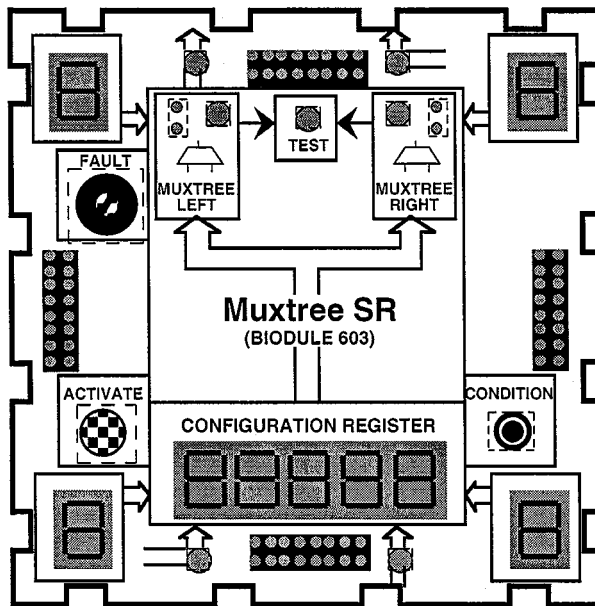 TEST
FAULT
MUXTREE
LEFT
MUXTREE
RIGHT
Muxtree SR
(BIODULE 603)
ACTIVATE
CONDITION
CONFIGURATION REGISTER